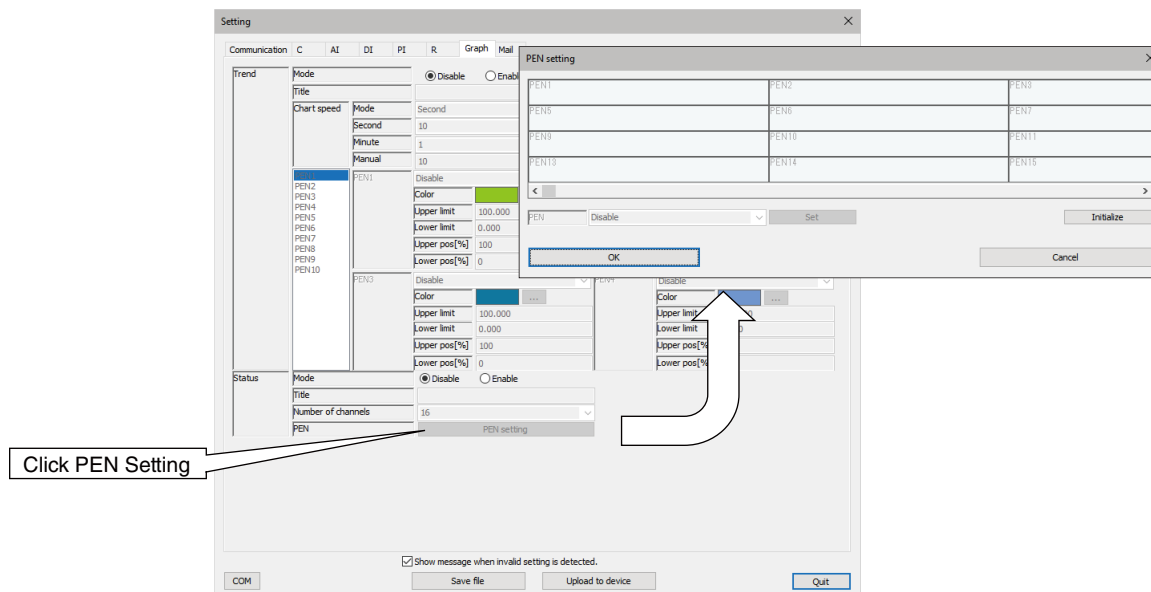 Setting
Communication C AI DI PI R Graph Mail
Trend Mode Disable
Title
Chart speed Mode Second
Second 10
Minute 1
Manual 10
PEN2
PEN3
PEN4
PEN5
PEN6
PEN7
PEN8
PEN9
PEN10
PEN1 Disable
Color
Upper limit 100.000
Lower limit 0.000
Upper pos[%] 100
Lower pos[%] 0
PEN3 Disable
Color ...
Upper limit 100.000
Lower limit 0.000
Upper pos[%] 100
Lower pos[%] 0
Disable
Color ...
Upper limit
Lower limit
Upper pos[%
Lower pos[%
Status Mode Disable Enable
Title
Number of channels 16
PEN PEN setting
PEN setting
PEN1 PEN2 PEN3
PEN5 PEN6 PEN7
PEN9 PEN10 PEN11
PEN13 PEN14 PEN15
PEN Disable Set Initialize
OK Cancel
Click PEN Setting
Show message when invalid setting is detected.
COM Save file Upload to device Quit